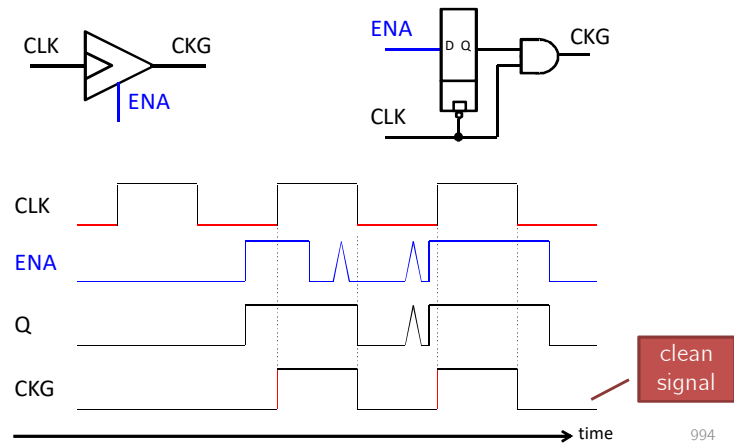 CLK
CKG
ENA
ENA
D Q
CKG
CLK
CLK
ENA
Q
CKG
clean
signal
time
994